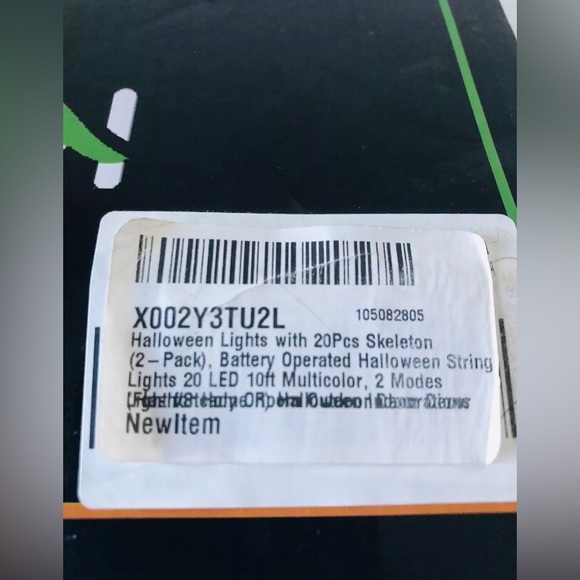 X002Y3TU2L 105082805
Halloween Lights with 20Pcs Skeleton
(2-Pack), Battery Operated Halloween String
Lights 20 LED 10ft Multicolor, 2 Modes
NewItem